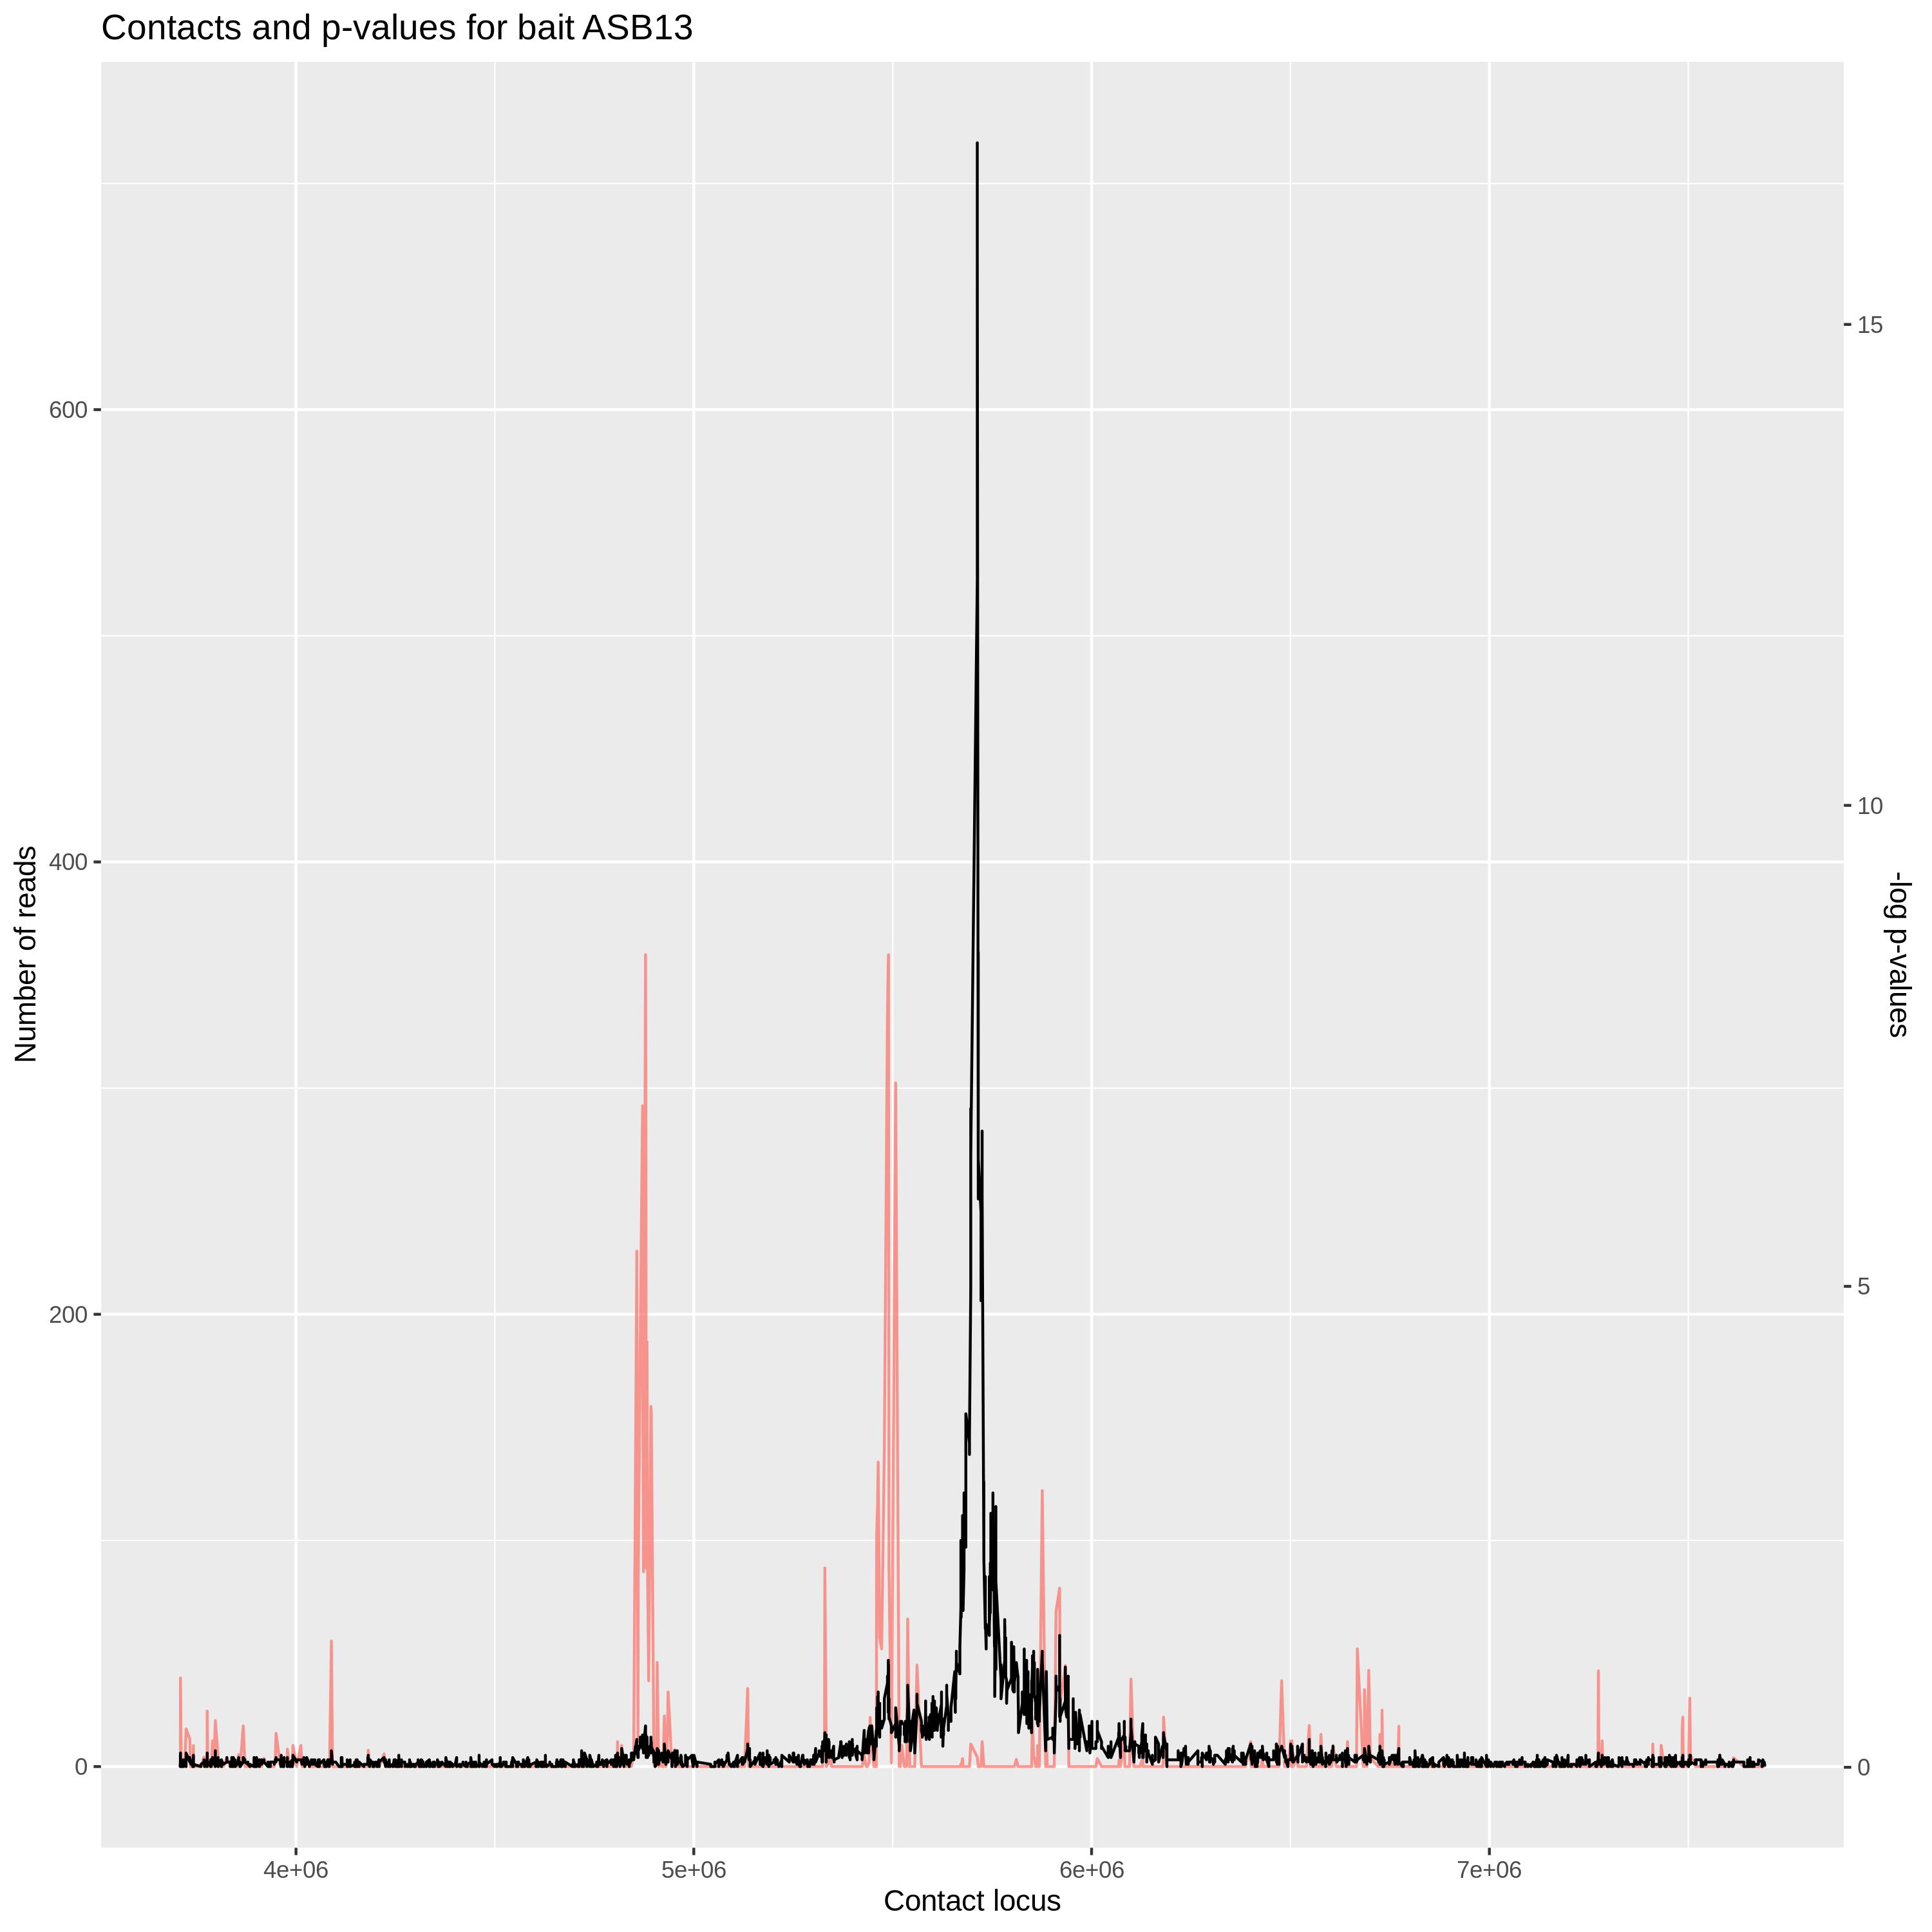 Contacts and p-values for bait ASB13
600
400
200
0
Number of reads
15
10
5
0
-log p-values
4e+06 5e+06 6e+06 7e+06
Contact locus